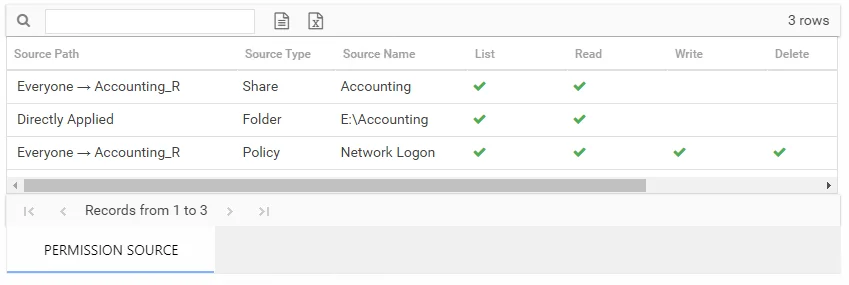 3 rows
Source Path Source Type Source Name List Read Write Delete
Everyone → Accounting_R Share Accounting
Directly Applied Folder E:\Accounting
Everyone → Accounting_R Policy Network Logon
Records from 1 to 3
PERMISSION SOURCE